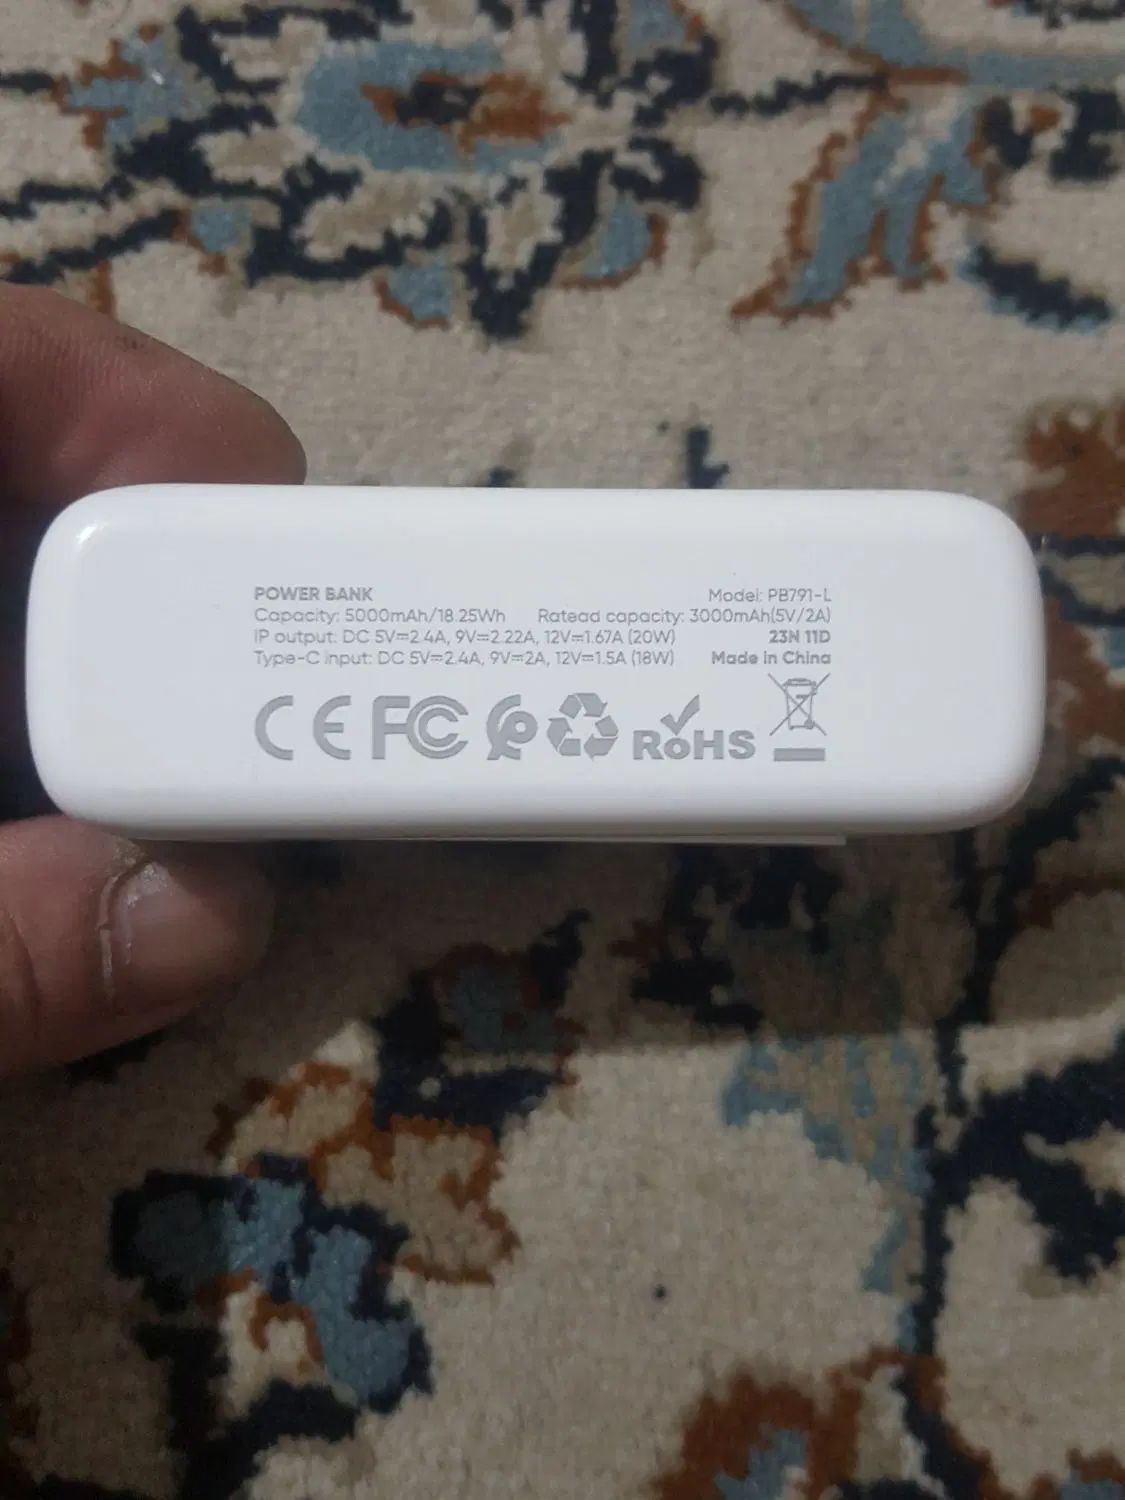 POWER BANK Model: PB791-L
Capacity: 5000mAh/18.25Wh Ratead capacity: 3000mAh(5V/2A)
IP output: DC 5V⎓2.4A, 9V⎓2.22A, 12V⎓1.67A (20W) 23N 11D
Type-C input: DC 5V⎓2.4A, 9V⎓2A, 12V⎓1.5A (18W) Made in China
CE FC RoHS